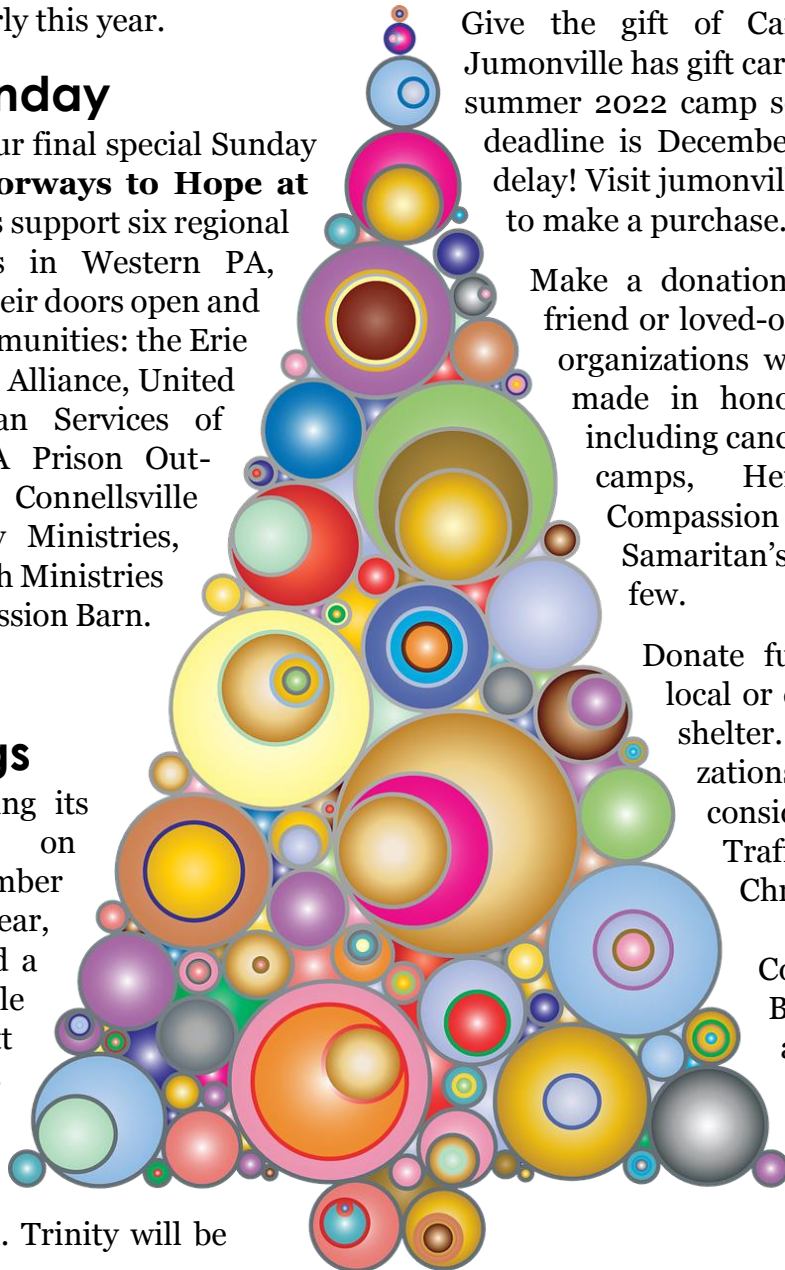 rly this year.
nday
ur final special Sunday
orways to Hope at
s support six regional
s in Western PA,
eir doors open and
munities: the Erie
Alliance, United
an Services of
A Prison Out-
Connellsville
y Ministries,
h Ministries
ssion Barn.
gs
ng its
on
mber
ear,
d a
le
tt
. Trinity will be
Give the gift of Ca
Jumonville has gift car
summer 2022 camp s
deadline is Decembe
delay! Visit jumonvil
to make a purchase.
Make a donation
friend or loved-o
organizations w
made in hono
including canc
camps, He
Compassion
Samaritan's
few.
Donate fu
local or
shelter.
zations
consid
Traff
Chr
Co
B
a